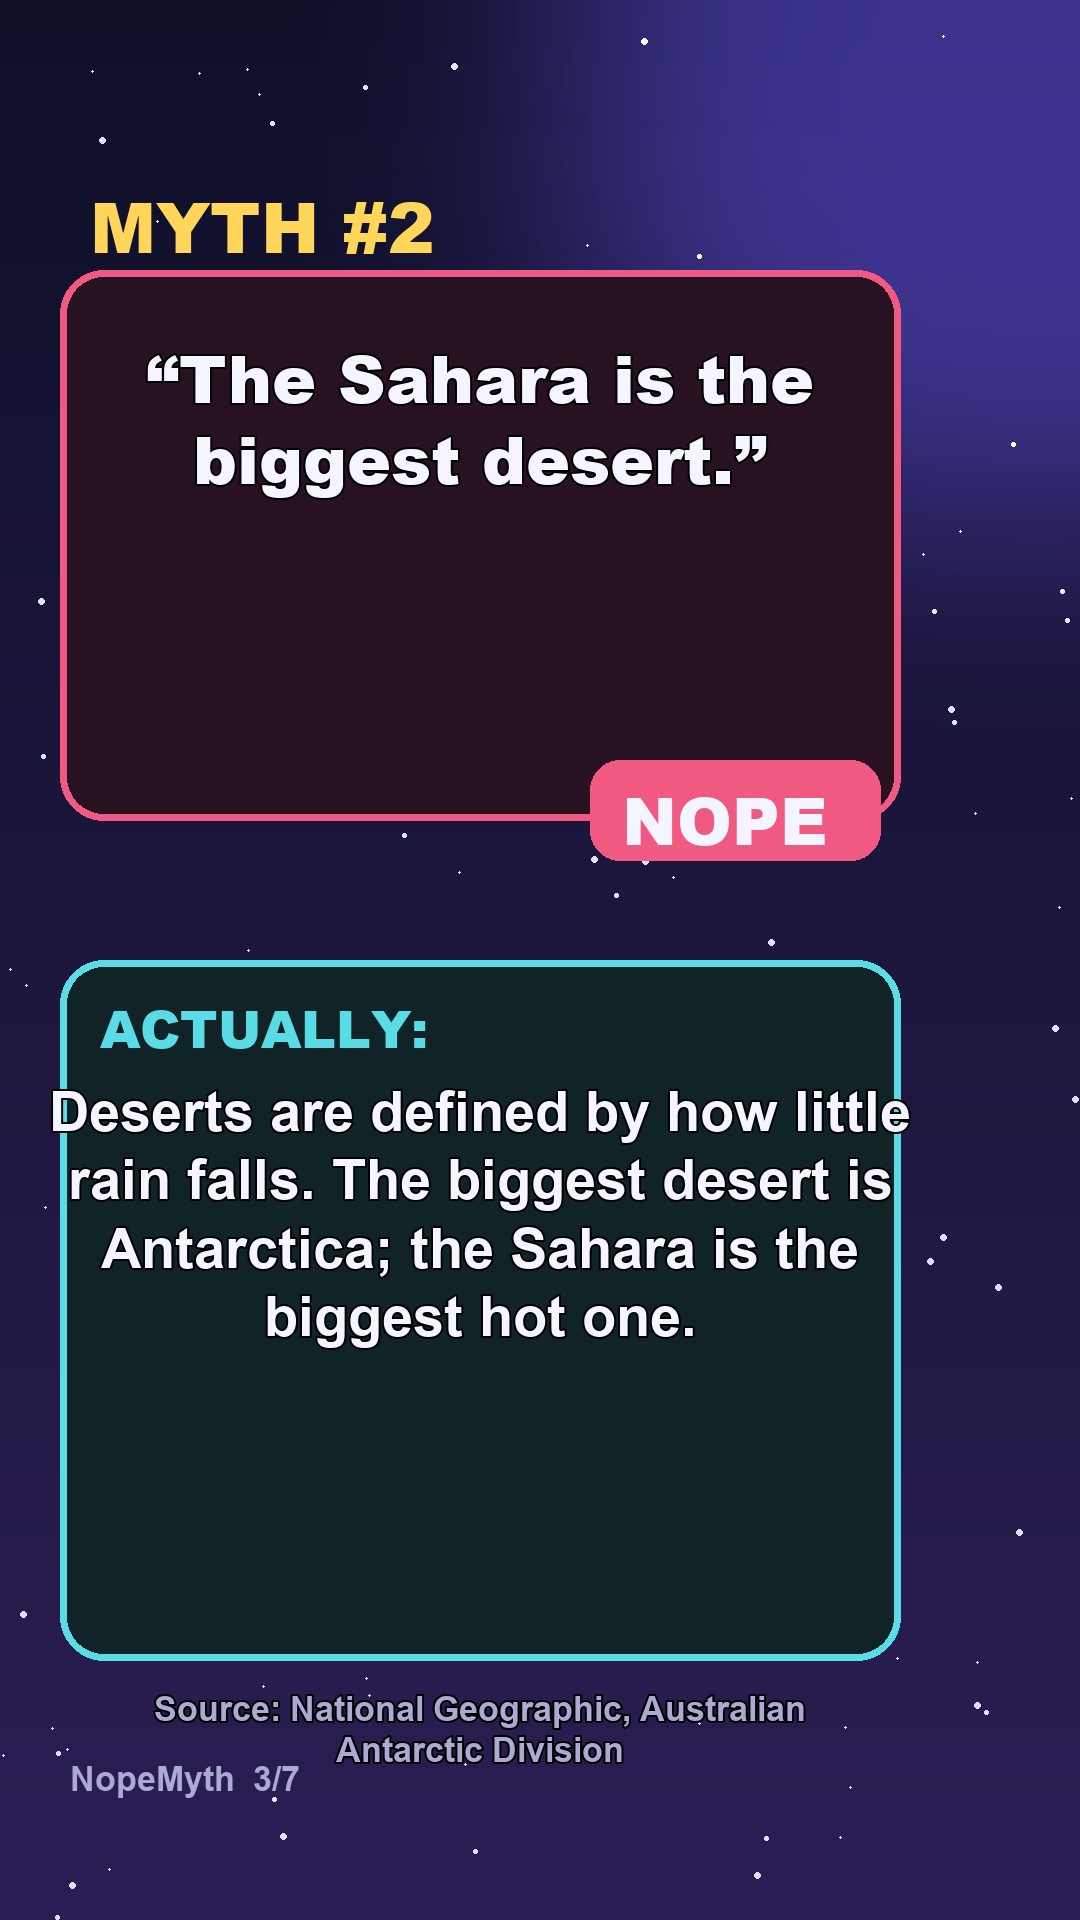 MYTH #2
“The Sahara is the
biggest desert.”
NOPE
ACTUALLY:
Deserts are defined by how little
rain falls. The biggest desert is
Antarctica; the Sahara is the
biggest hot one.
Source: National Geographic, Australian
Antarctic Division
NopeMyth 3/7